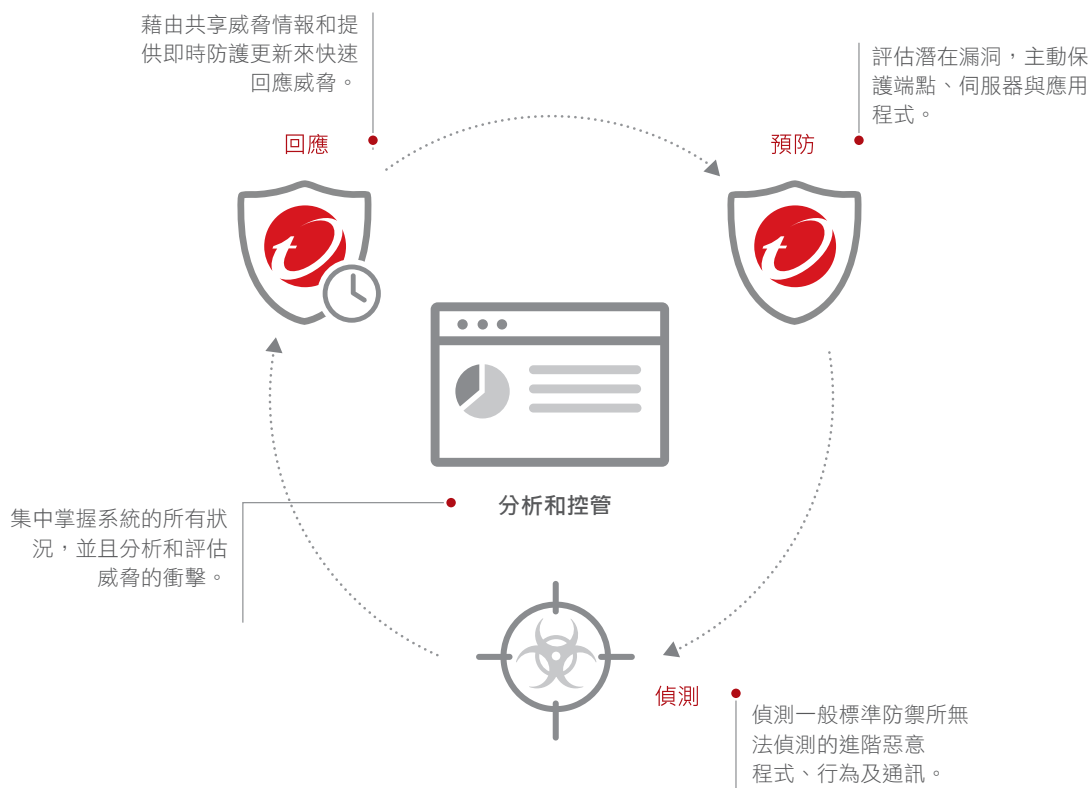 藉由共享威脅情報和提
供即時防護更新來快速
回應威脅。
回應
評估潛在漏洞，主動保
護端點、伺服器與應用
程式。
預防
分析和控管
集中掌握系統的所有狀
況，並且分析和評估
威脅的衝擊。
偵測
偵測一般標準防禦所無
法偵測的進階惡意
程式、行為及通訊。